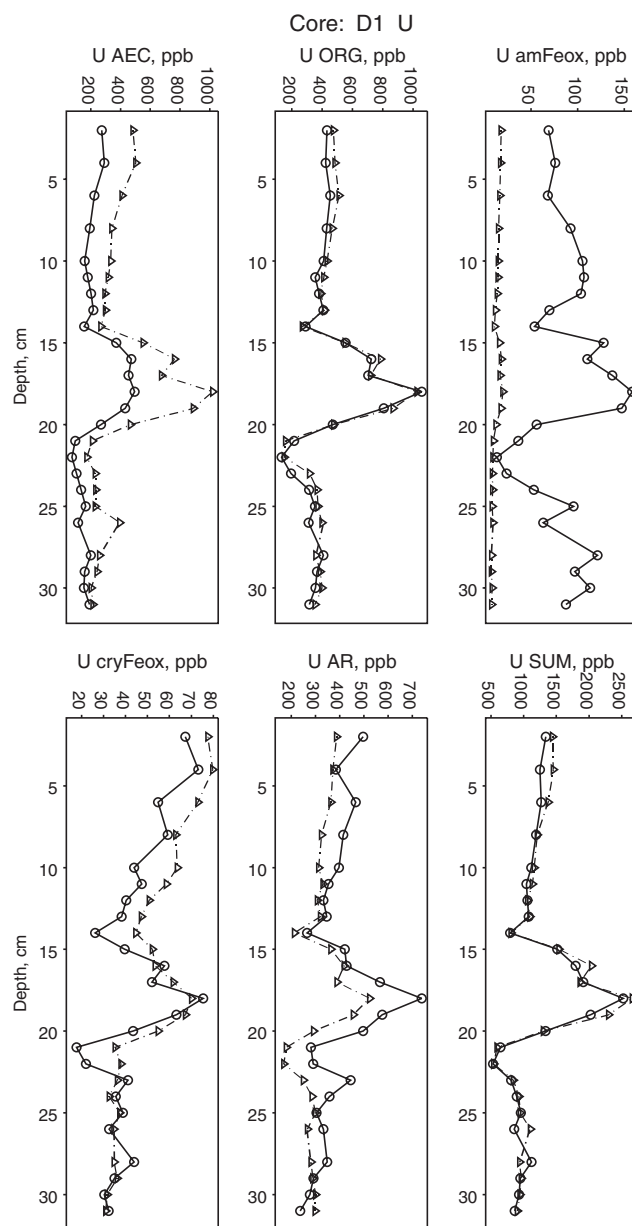 Core: D1 U
U AEC, ppb
U ORG, ppb
U amFeox, ppb
200 400 600 800 1000
200 400 600 800 1000
50 100 150
Depth, cm
5 10 15 20 25 30
5 10 15 20 25 30
5 10 15 20 25 30
U cryFeox, ppb
U AR, ppb
U SUM, ppb
20 30 40 50 60 70 80
200 300 400 500 700
500 1000 1500 2000 2500
Depth, cm
5 10 15 20 25 30
5 10 15 20 25 30
5 10 15 20 25 30